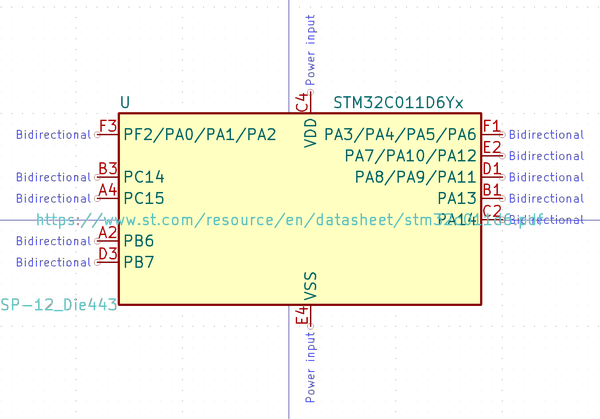 Power input
C4
U
STM32C011D6Yx
Bidirectional F3 PF2/PA0/PA1/PA2 VDD PA3/PA4/PA5/PA6 F1 Bidirectional
PA7/PA10/PA12 E2 Bidirectional
Bidirectional B3 PC14 PA8/PA9/PA11 D1 Bidirectional
Bidirectional A4 PC15 PA13 B1 Bidirectional
https://www.st.com/resource/en/datasheet/stm32c011d6.pdf
PA14 C2 Bidirectional
Bidirectional A2 PB6
Bidirectional D3 PB7
VSS
SP-12_Die443
E4
Power input